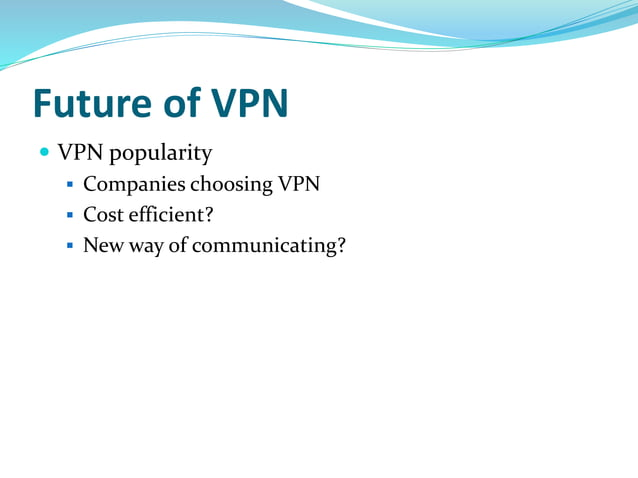 Future of VPN
VPN popularity
Companies choosing VPN
Cost efficient?
New way of communicating?